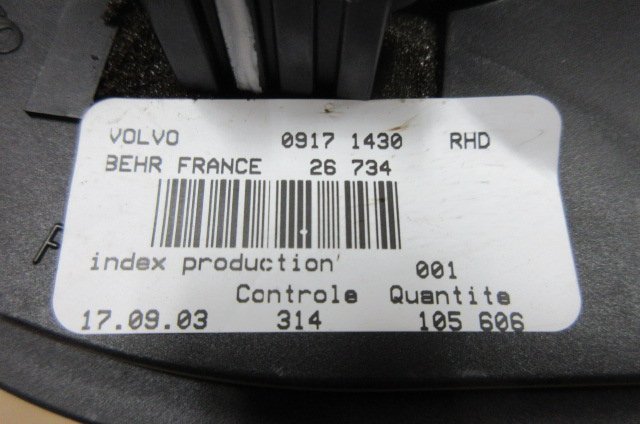 VOLVO 0917 1430 RHD
BEHR FRANCE 26 734
index production 001
Controle Quantite
17.09.03 314 105 606